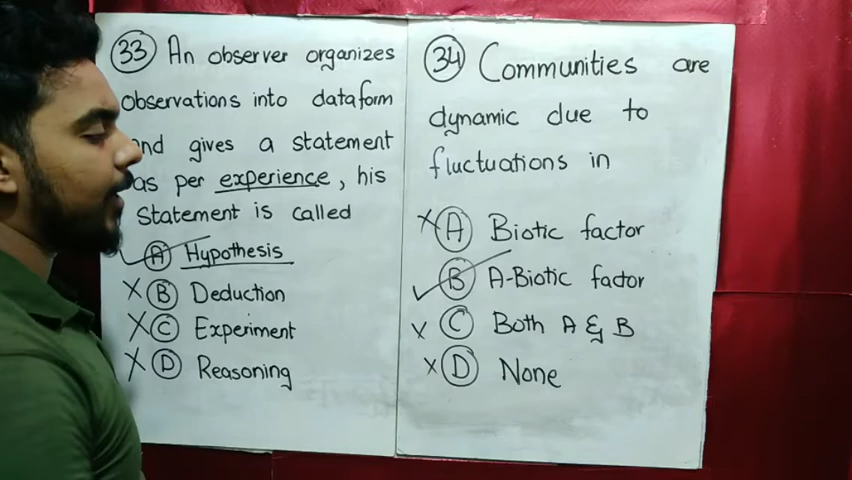 33 An observer organizes
observations into dataform
and gives a statement
as per experience, his
statement is called
A Hypothesis
B Deduction
C Experiment
D Reasoning
34 Communities are
dynamic due to
fluctuations in
A Biotic factor
B A-Biotic factor
C Both A & B
D None